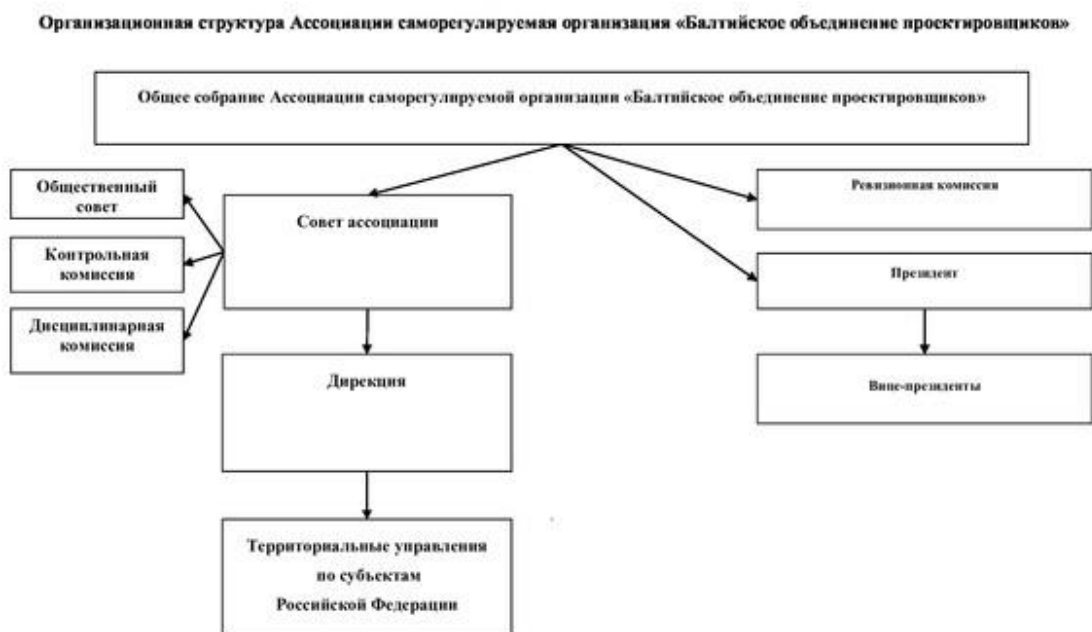 Организационная структура Ассоциации саморегулируемая организация «Балтийское объединение проектировщиков»
Общее собрание Ассоциации саморегулируемой организации «Балтийское объединение проектировщиков»
Общественный
совет
Контрольная
комиссия
Дисциплинарная
комиссия
Совет ассоциации
Дирекция
Территориальные управления
по субъектам
Российской Федерации
Ревизионная комиссия
Президент
Вице-президенты